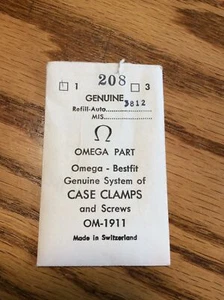 208
1 3
GENUINE
3812
Refill-Auto
MIS
Ω
OMEGA PART
Omega - Bestfit
Genuine System of
CASE CLAMPS
and Screws
OM-1911
Made in Switzerland